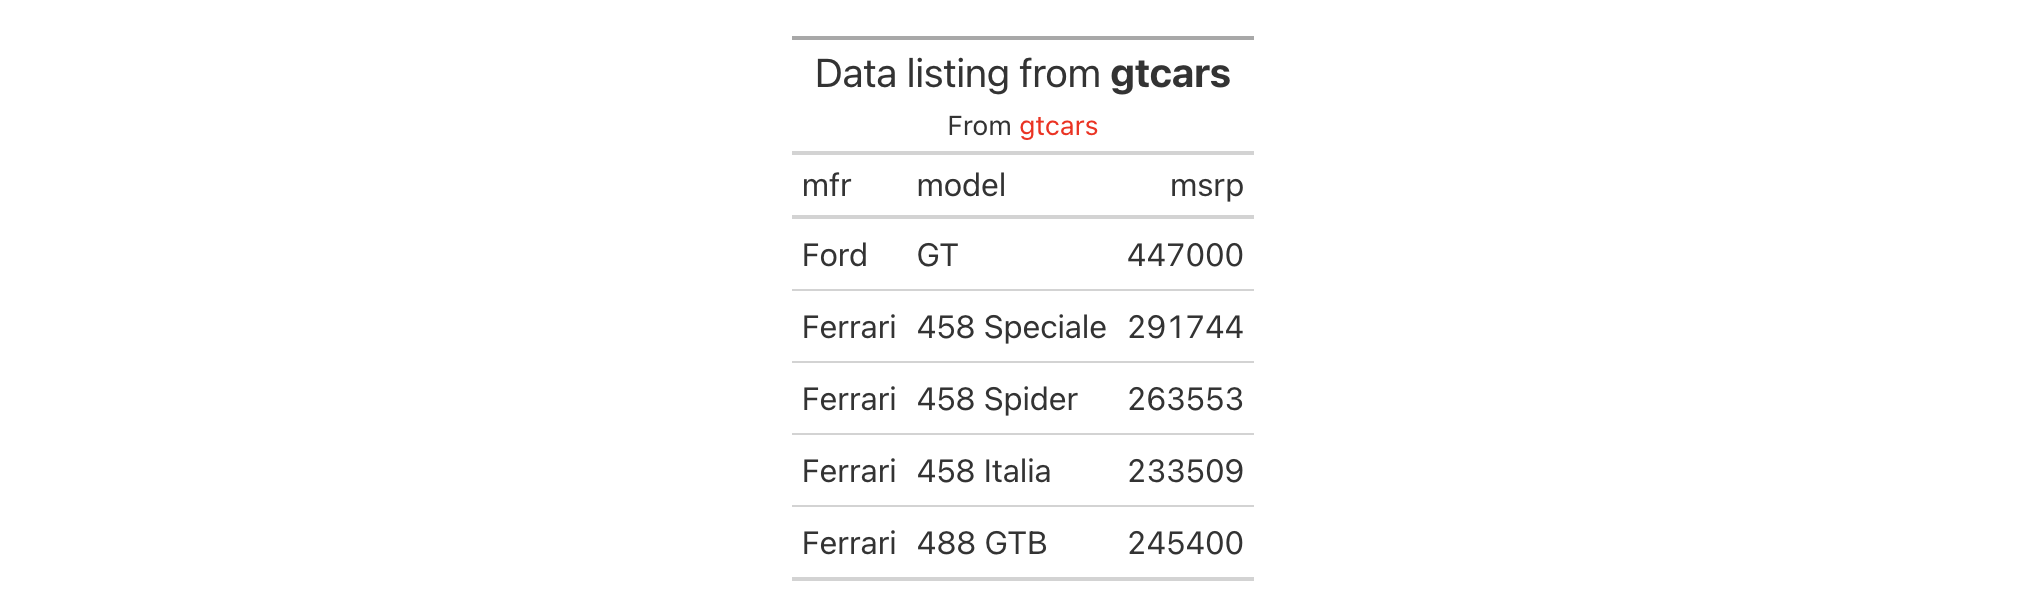 Data listing from gtcars
From gtcars
mfr model msrp
Ford GT 447000
Ferrari 458 Speciale 291744
Ferrari 458 Spider 263553
Ferrari 458 Italia 233509
Ferrari 488 GTB 245400